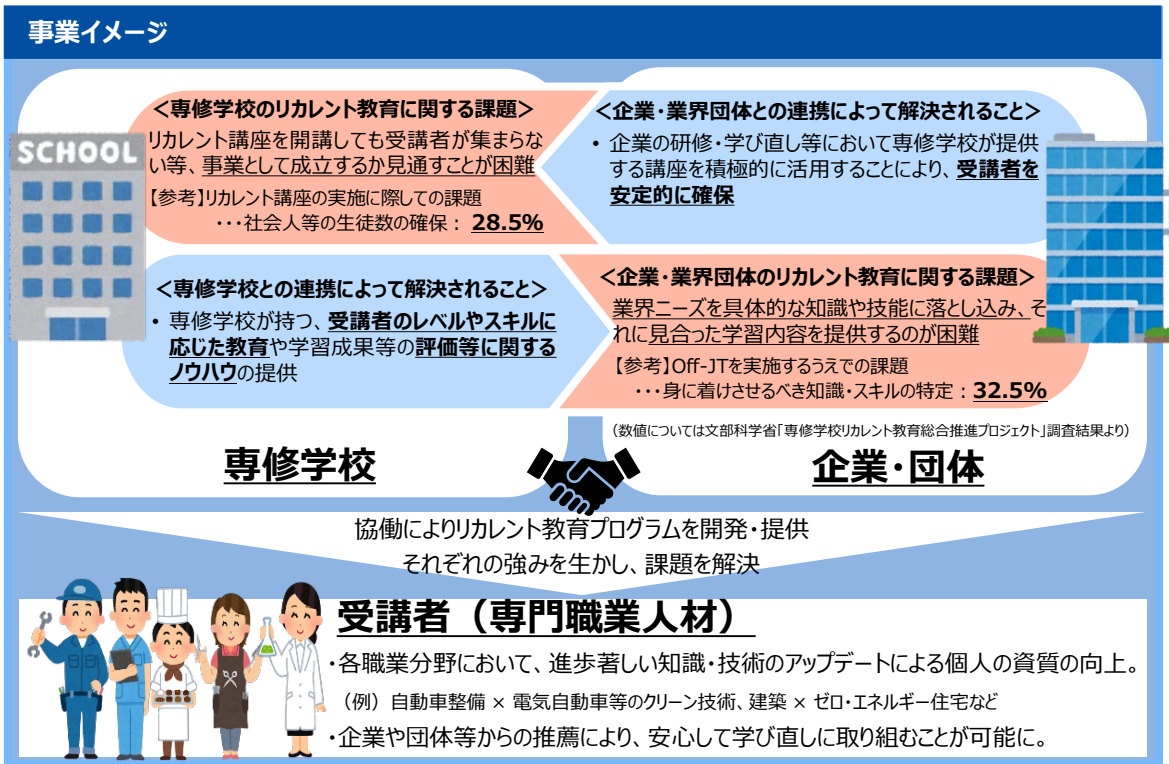 事業イメージ
SCHOOL
＜専修学校のリカレント教育に関する課題＞
リカレント講座を開講しても受講者が集まらな
い等、事業として成立するか見通すことが困難
【参考】リカレント講座の実施に際しての課題
・・・社会人等の生徒数の確保： 28.5%
＜企業・業界団体との連携によって解決されること＞
• 企業の研修・学び直し等において専修学校が提供
する講座を積極的に活用することにより、受講者を
安定的に確保
＜専修学校との連携によって解決されること＞
• 専修学校が持つ、受講者のレベルやスキルに
応じた教育や学習成果等の評価等に関する
ノウハウの提供
＜企業・業界団体のリカレント教育に関する課題＞
業界ニーズを具体的な知識や技能に落とし込み、そ
れに見合った学習内容を提供するのが困難
【参考】Off-JTを実施するうえでの課題
・・・身に着けさせるべき知識・スキルの特定：32.5%
（数値については文部科学省「専修学校リカレント教育総合推進プロジェクト」調査結果より）
専修学校
企業・団体
協働によりリカレント教育プログラムを開発・提供
それぞれの強みを生かし、課題を解決
受講者（専門職業人材）
・各職業分野において、進歩著しい知識・技術のアップデートによる個人の資質の向上。
（例）自動車整備 × 電気自動車等のクリーン技術、建築 × ゼロ・エネルギー住宅など
・企業や団体等からの推薦により、安心して学び直しに取り組むことが可能に。